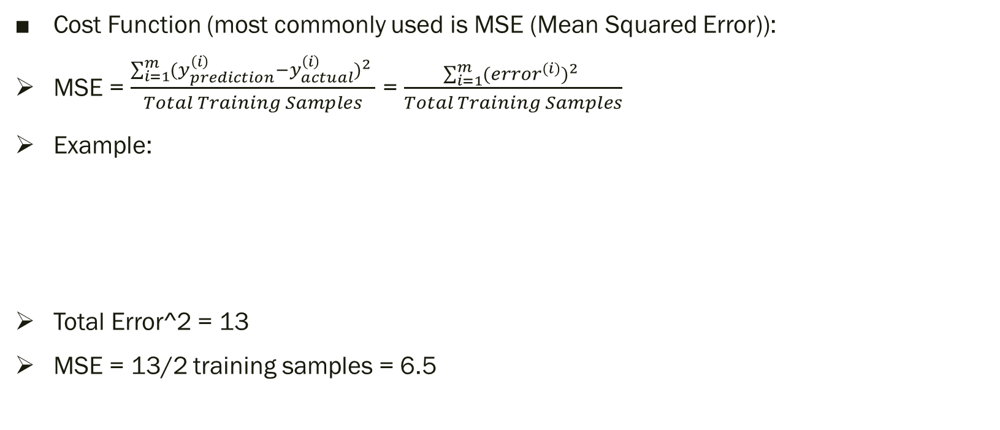 ▪ Cost Function (most commonly used is MSE (Mean Squared Error)):
➢ MSE = \frac{\sum_{i=1}^{m}(y_{prediction}^{(i)}-y_{actual}^{(i)})^2}{Total Training Samples} = \frac{\sum_{i=1}^{m}(error^{(i)})^2}{Total Training Samples}
➢ Example:
➢ Total Error^2 = 13
➢ MSE = 13/2 training samples = 6.5